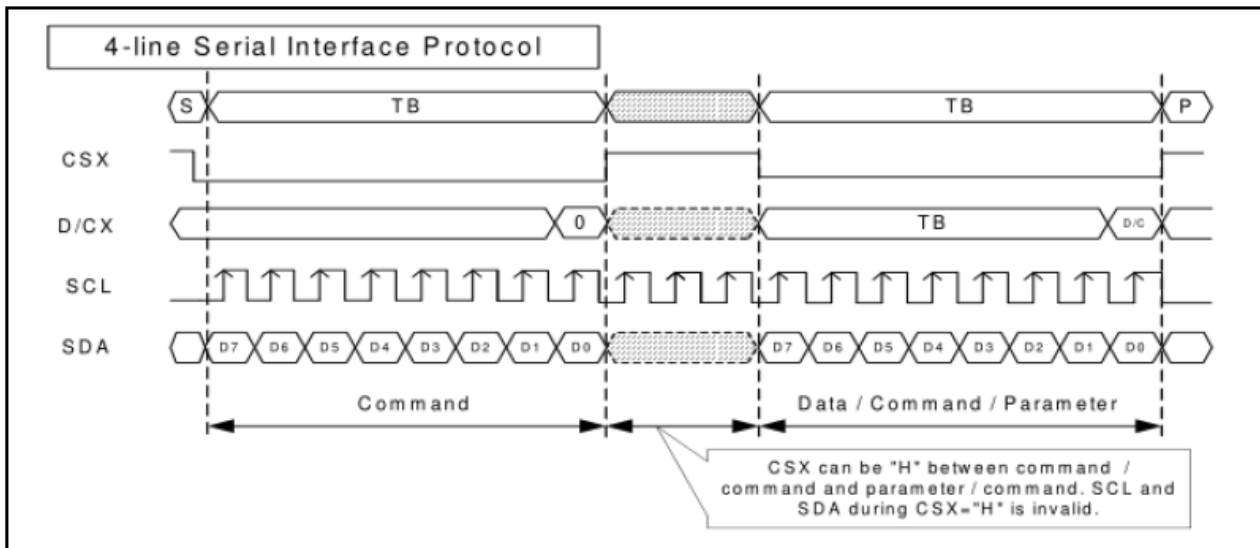 4-line Serial Interface Protocol
S TB TB P
CSX
D/CX 0 TB D/C
SCL
SDA D7 D6 D5 D4 D3 D2 D1 D0 D7 D6 D5 D4 D3 D2 D1 D0
Command Data / Command / Parameter
CSX can be "H" between command /
command and parameter / command. SCL and
SDA during CSX="H" is invalid.